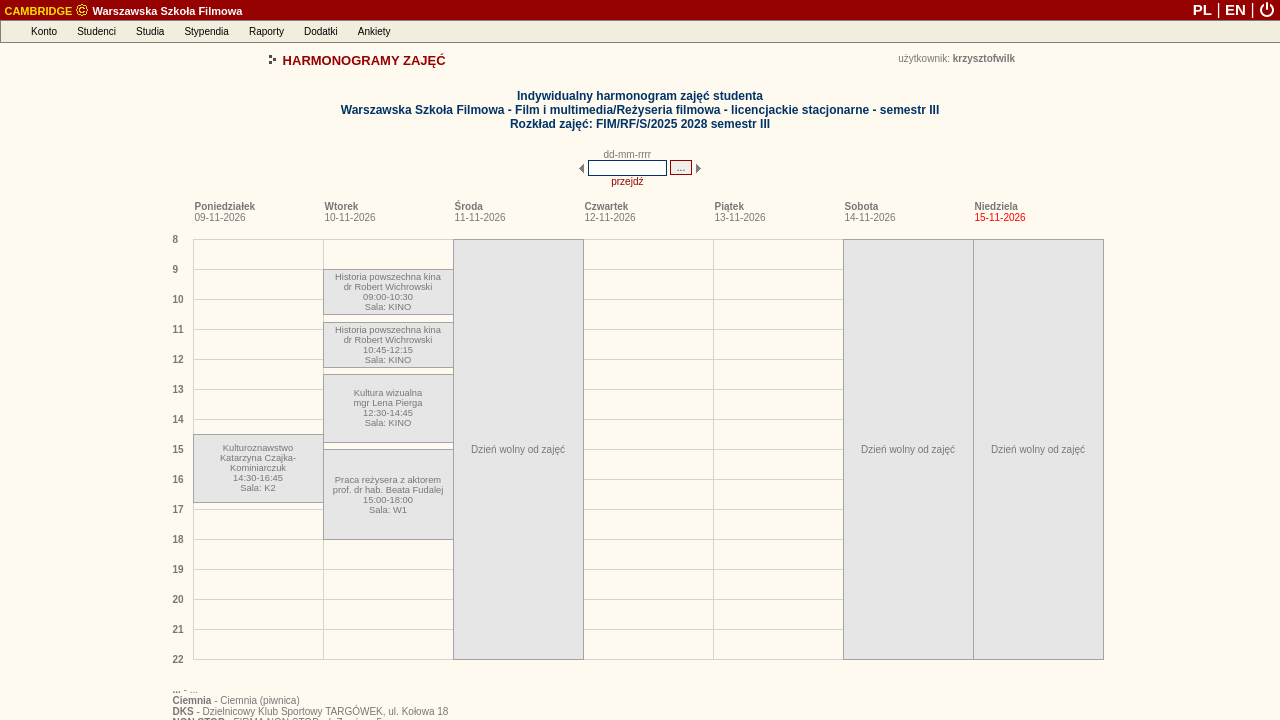 CAMBRIDGE Warszawska Szkoła Filmowa
PL | EN |
Konto Studenci Studia Stypendia Raporty Dodatki Ankiety
HARMONOGRAMY ZAJĘĆ
użytkownik: krzysztofwilk
Indywidualny harmonogram zajęć studenta
Warszawska Szkoła Filmowa - Film i multimedia/Reżyseria filmowa - licencjackie stacjonarne - semestr III
Rozkład zajęć: FIM/RF/S/2025 2028 semestr III
dd-mm-rrrr
...
przejdź
Poniedziałek Wtorek Środa Czwartek Piątek Sobota Niedziela
09-11-2026 10-11-2026 11-11-2026 12-11-2026 13-11-2026 14-11-2026 15-11-2026
8
9
10
11
12
13
14
15
16
17
18
19
20
21
22
Kulturoznawstwo
Katarzyna Czajka-
Kominiarczuk
14:30-16:45
Sala: K2
Historia powszechna kina
dr Robert Wichrowski
09:00-10:30
Sala: KINO
Historia powszechna kina
dr Robert Wichrowski
10:45-12:15
Sala: KINO
Kultura wizualna
mgr Lena Pierga
12:30-14:45
Sala: KINO
Praca reżysera z aktorem
prof. dr hab. Beata Fudalej
15:00-18:00
Sala: W1
Dzień wolny od zajęć
Dzień wolny od zajęć
Dzień wolny od zajęć
... - ...
Ciemnia - Ciemnia (piwnica)
DKS - Dzielnicowy Klub Sportowy TARGÓWEK, ul. Kołowa 18